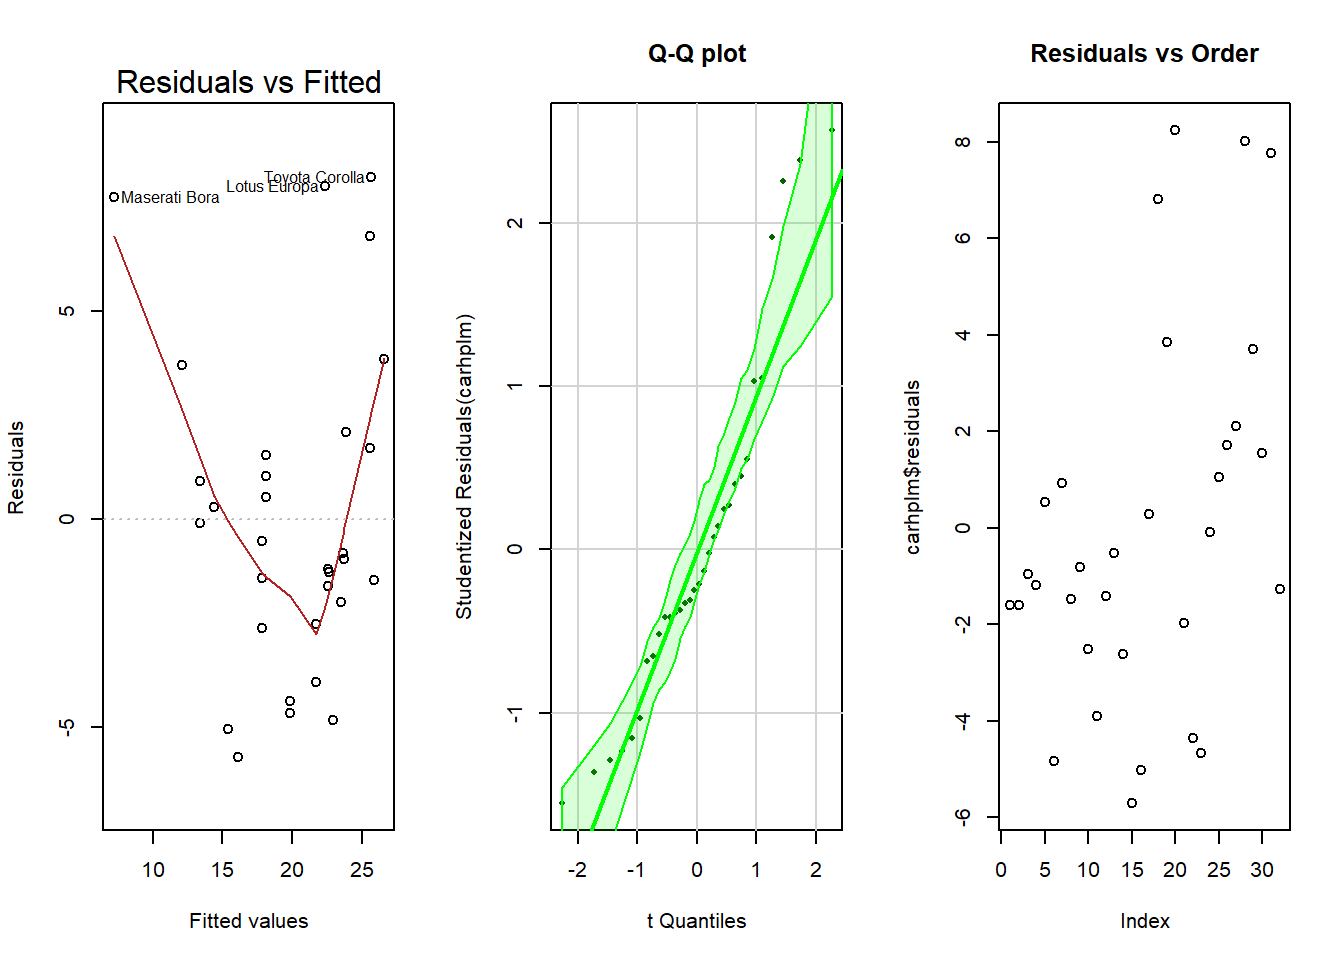 Residuals vs Fitted
Toyota Corolla
Lotus Europa
Maserati Bora
Residuals
5
0
-5
10 15 20 25
Fitted values
Q-Q plot
Studentized Residuals(carhplm)
2
1
0
-1
-2 -1 0 1 2
t Quantiles
Residuals vs Order
carhplm$residuals
8
6
4
2
0
-2
-4
-6
0 5 10 15 20 25 30
Index